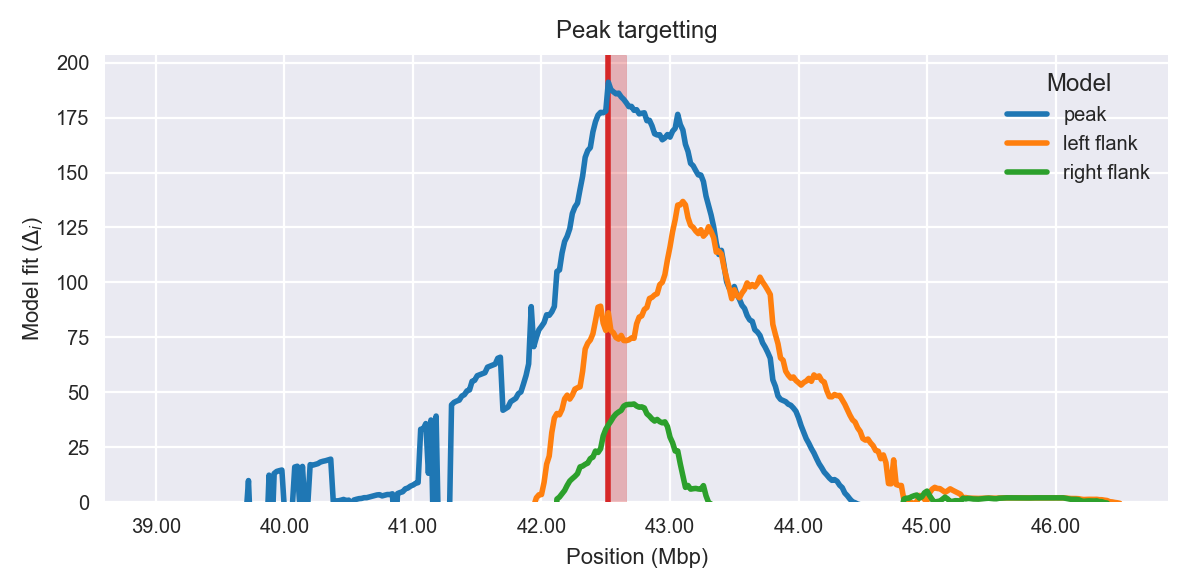 Peak targetting
Model fit (Δi)
200
175
150
125
100
75
50
25
0
Model
peak
left flank
right flank
39.00 40.00 41.00 42.00 43.00 44.00 45.00 46.00
Position (Mbp)